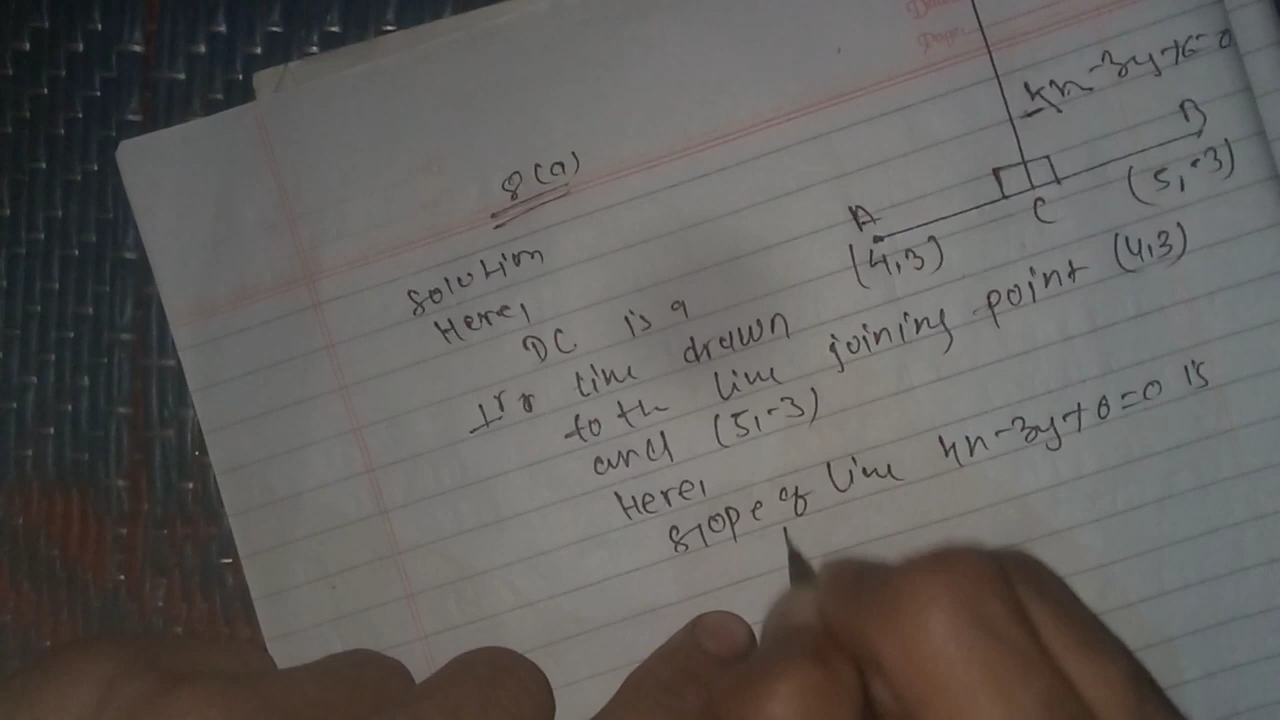 Page
4x-3y+6=0
8(a)
B
(5,-3)
A
C
(4,3)
Solution
Here,
DC is a
⊥r line drawn
to the line joining point (4,3)
and (5,-3)
Here,
Slope of line 4x-3y+6=0 is